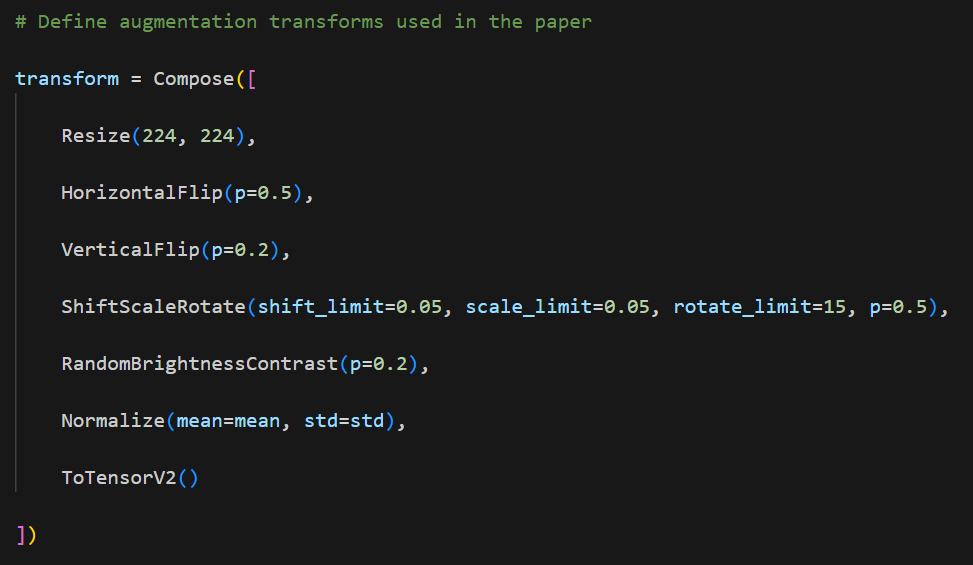 # Define augmentation transforms used in the paper
transform = Compose([
Resize(224, 224),
HorizontalFlip(p=0.5),
VerticalFlip(p=0.2),
ShiftScaleRotate(shift_limit=0.05, scale_limit=0.05, rotate_limit=15, p=0.5),
RandomBrightnessContrast(p=0.2),
Normalize(mean=mean, std=std),
ToTensorV2()
])